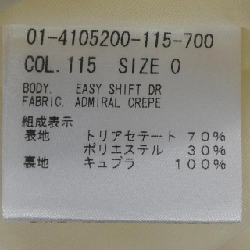 01-4105200-115-700
COL. 115 SIZE 0
BODY. EASY SHIFT DR
FABRIC. ADMIRAL CREPE
組成表示
表地 トリアセテート 70%
ポリエステル 30%
裏地 キュプラ 100%